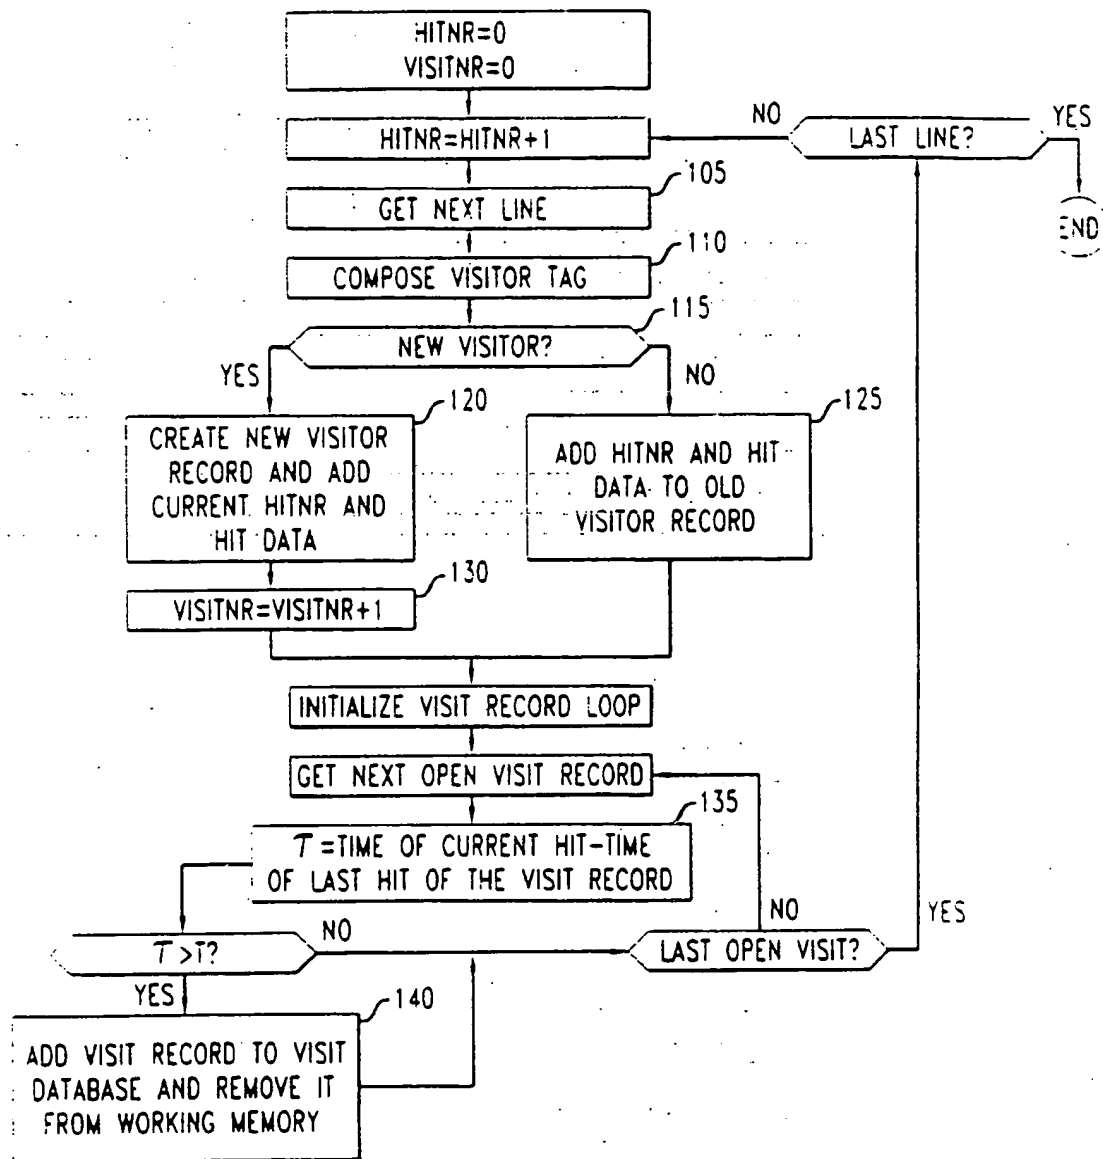 HITNR=0
VISITNR=0
HITNR=HITNR+1
NO
LAST LINE?
YES
END
105
GET NEXT LINE
110
COMPOSE VISITOR TAG
115
NEW VISITOR?
YES
NO
120
CREATE NEW VISITOR
RECORD AND ADD
CURRENT HITNR AND
HIT DATA
125
ADD HITNR AND HIT
DATA TO OLD
VISITOR RECORD
130
VISITNR=VISITNR+1
INITIALIZE VISIT RECORD LOOP
GET NEXT OPEN VISIT RECORD
135
τ=TIME OF CURRENT HIT-TIME
OF LAST HIT OF THE VISIT RECORD
τ>T?
NO
YES
LAST OPEN VISIT?
NO
YES
140
ADD VISIT RECORD TO VISIT
DATABASE AND REMOVE IT
FROM WORKING MEMORY